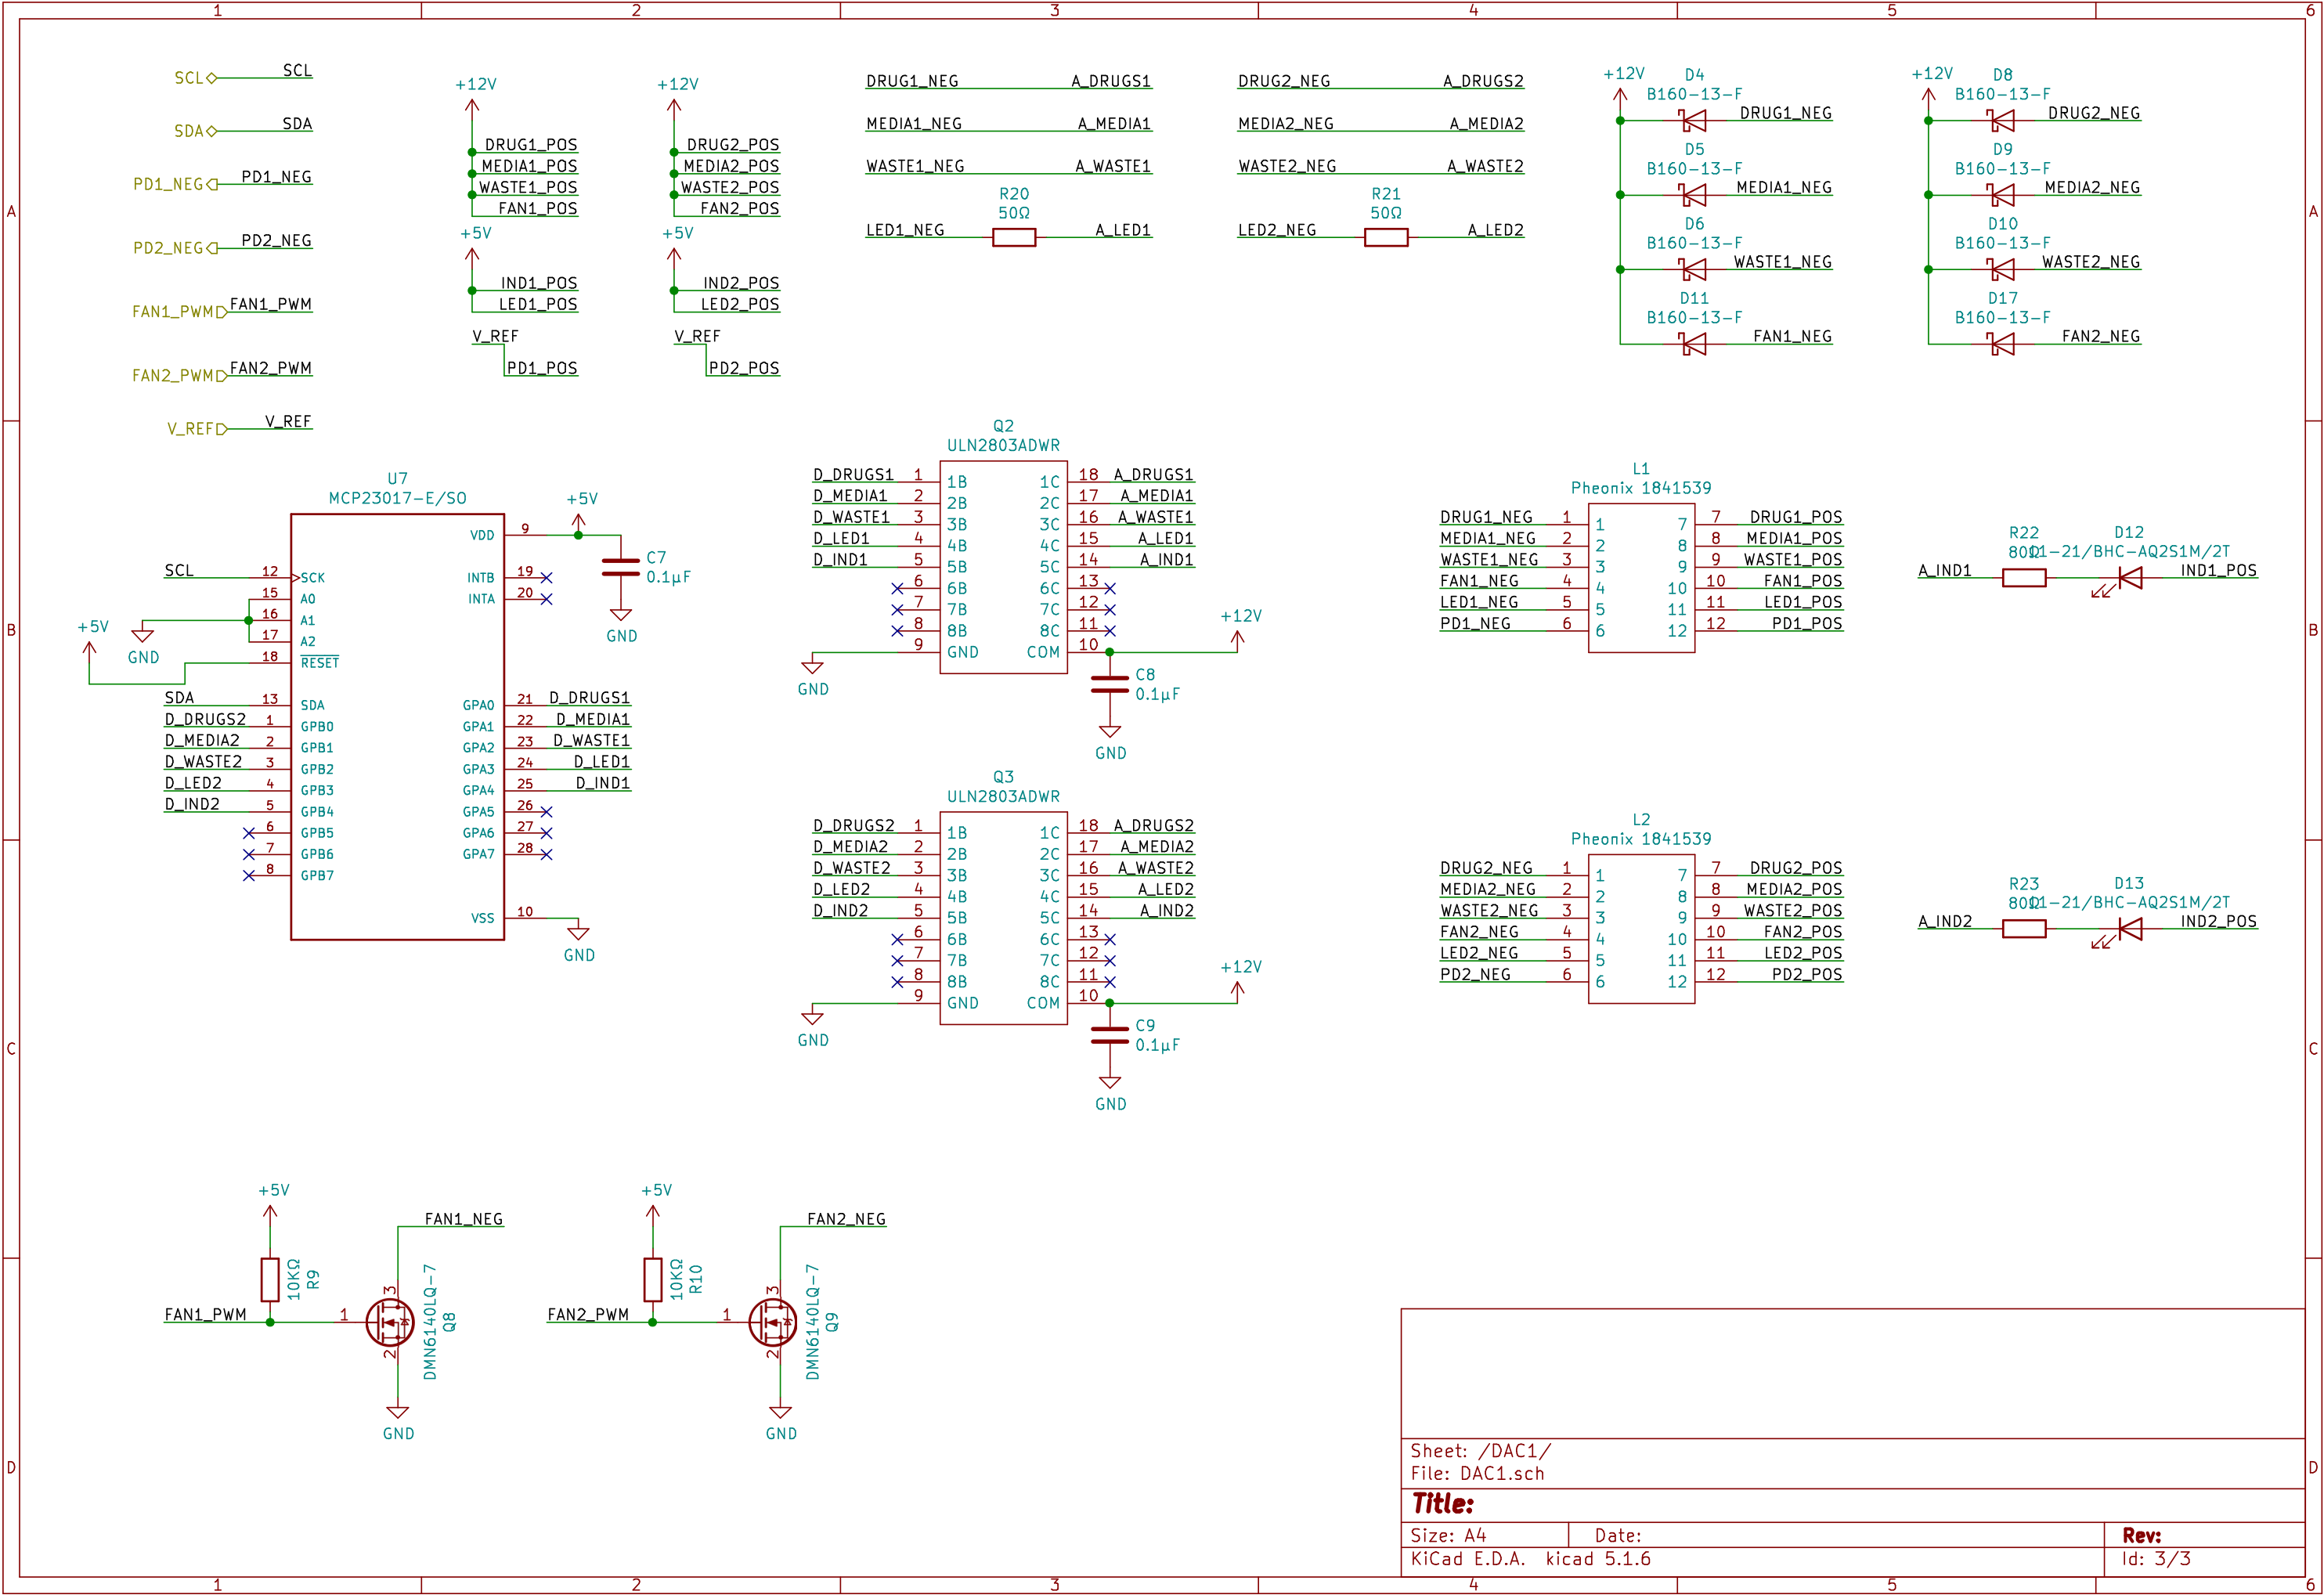 1 2 3 4 5 6
A B C D
A B C D
SCL SCL
SDA SDA
PD1_NEG PD1_NEG
PD2_NEG PD2_NEG
FAN1_PWM FAN1_PWM
FAN2_PWM FAN2_PWM
V_REF V_REF
+12V
DRUG1_POS
MEDIA1_POS
WASTE1_POS
FAN1_POS
+5V
IND1_POS
LED1_POS
V_REF
PD1_POS
+12V
DRUG2_POS
MEDIA2_POS
WASTE2_POS
FAN2_POS
+5V
IND2_POS
LED2_POS
V_REF
PD2_POS
DRUG1_NEG A_DRUGS1
MEDIA1_NEG A_MEDIA1
WASTE1_NEG A_WASTE1
R20
50Ω
LED1_NEG A_LED1
DRUG2_NEG A_DRUGS2
MEDIA2_NEG A_MEDIA2
WASTE2_NEG A_WASTE2
R21
50Ω
LED2_NEG A_LED2
+12V
D4
B160-13-F
DRUG1_NEG
D5
B160-13-F
MEDIA1_NEG
D6
B160-13-F
WASTE1_NEG
D11
B160-13-F
FAN1_NEG
+12V
D8
B160-13-F
DRUG2_NEG
D9
B160-13-F
MEDIA2_NEG
D10
B160-13-F
WASTE2_NEG
D17
B160-13-F
FAN2_NEG
U7
MCP23017-E/SO
VDD 9
+5V
C7
0.1µF
GND
SCL 12 SCK INTB 19
15 A0 INTA 20
16 A1
17 A2
18 RESET
+5V
GND
SDA 13 SDA GPA0 21 D_DRUGS1
D_DRUGS2 1 GPB0 GPA1 22 D_MEDIA1
D_MEDIA2 2 GPB1 GPA2 23 D_WASTE1
D_WASTE2 3 GPB2 GPA3 24 D_LED1
D_LED2 4 GPB3 GPA4 25 D_IND1
D_IND2 5 GPB4 GPA5 26
6 GPB5 GPA6 27
7 GPB6 GPA7 28
8 GPB7
VSS 10
GND
Q2
ULN2803ADWR
D_DRUGS1 1 1B 1C 18 A_DRUGS1
D_MEDIA1 2 2B 2C 17 A_MEDIA1
D_WASTE1 3 3B 3C 16 A_WASTE1
D_LED1 4 4B 4C 15 A_LED1
D_IND1 5 5B 5C 14 A_IND1
6 6B 6C 13
7 7B 7C 12
8 8B 8C 11
9 GND COM 10
+12V
GND
C8
0.1µF
GND
Q3
ULN2803ADWR
D_DRUGS2 1 1B 1C 18 A_DRUGS2
D_MEDIA2 2 2B 2C 17 A_MEDIA2
D_WASTE2 3 3B 3C 16 A_WASTE2
D_LED2 4 4B 4C 15 A_LED2
D_IND2 5 5B 5C 14 A_IND2
6 6B 6C 13
7 7B 7C 12
8 8B 8C 11
9 GND COM 10
+12V
GND
C9
0.1µF
GND
L1
Pheonix 1841539
DRUG1_NEG 1 1 7 7 DRUG1_POS
MEDIA1_NEG 2 2 8 8 MEDIA1_POS
WASTE1_NEG 3 3 9 9 WASTE1_POS
FAN1_NEG 4 4 10 10 FAN1_POS
LED1_NEG 5 5 11 11 LED1_POS
PD1_NEG 6 6 12 12 PD1_POS
L2
Pheonix 1841539
DRUG2_NEG 1 1 7 7 DRUG2_POS
MEDIA2_NEG 2 2 8 8 MEDIA2_POS
WASTE2_NEG 3 3 9 9 WASTE2_POS
FAN2_NEG 4 4 10 10 FAN2_POS
LED2_NEG 5 5 11 11 LED2_POS
PD2_NEG 6 6 12 12 PD2_POS
R22 D12
80Ω
-21/BHC-AQ2S1M/2T
A_IND1 IND1_POS
R23 D13
80Ω
-21/BHC-AQ2S1M/2T
A_IND2 IND2_POS
+5V
10KΩ
R9
FAN1_NEG
FAN1_PWM 1 3 2
DMN6140LQ-7
Q8
GND
+5V
10KΩ
R10
FAN2_NEG
FAN2_PWM 1 3 2
DMN6140LQ-7
Q9
GND
Sheet: /DAC1/
File: DAC1.sch
Title:
Size: A4 Date: Rev:
KiCad E.D.A. kicad 5.1.6 Id: 3/3
1 2 3 4 5 6